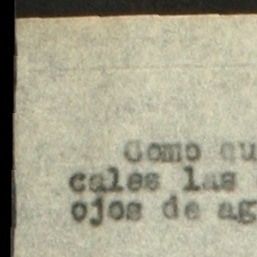 Como qu
cales las
ojos de ag